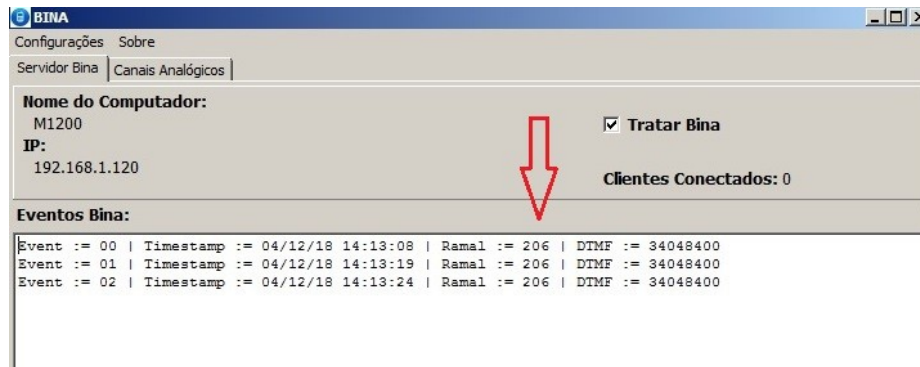 BINA
Configurações Sobre
Servidor Bina Canais Analógicos
Nome do Computador:
M1200
Tratar Bina
IP:
192.168.1.120
Clientes Conectados: 0
Eventos Bina:
Event := 00 | Timestamp := 04/12/18 14:13:08 | Ramal := 206 | DTMF := 34048400
Event := 01 | Timestamp := 04/12/18 14:13:19 | Ramal := 206 | DTMF := 34048400
Event := 02 | Timestamp := 04/12/18 14:13:24 | Ramal := 206 | DTMF := 34048400